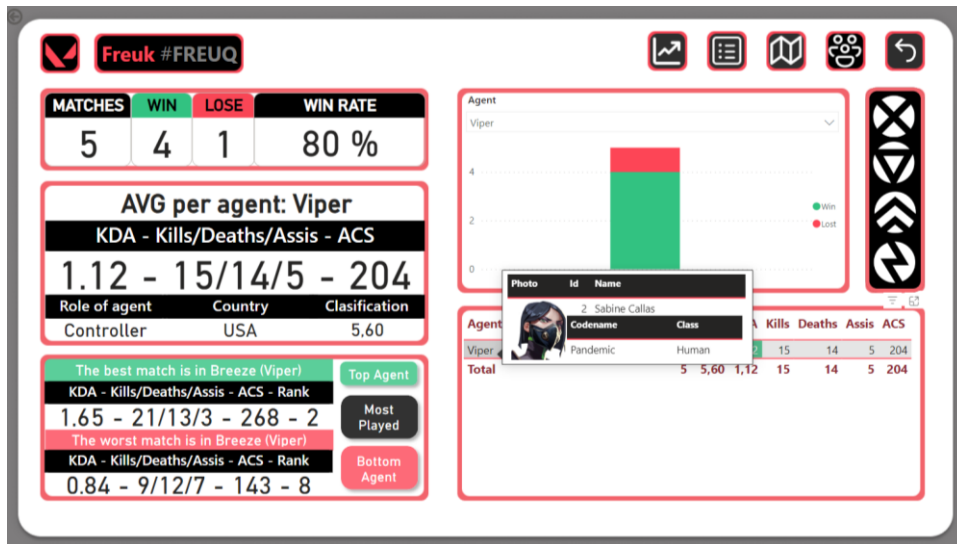 Freuk #FREUQ
MATCHES WIN LOSE WIN RATE
5 4 1 80 %
AVG per agent: Viper
KDA - Kills/Deaths/Assis - ACS
1.12 - 15/14/5 - 204
Role of agent Country Clasification
Controller USA 5,60
The best match is in Breeze (Viper)
KDA - Kills/Deaths/Assis - ACS - Rank
1.65 - 21/13/3 - 268 - 2
The worst match is in Breeze (Viper)
KDA - Kills/Deaths/Assis - ACS - Rank
0.84 - 9/12/7 - 143 - 8
Top Agent
Most
Played
Bottom
Agent
Agent
Viper
4
2
0
Win
Lost
Photo Id Name
2 Sabine Callas
Codename Class
Pandemic Human
Agent A Kills Deaths Assis ACS
Viper 2 15 14 5 204
Total 5 5,60 1,12 15 14 5 204